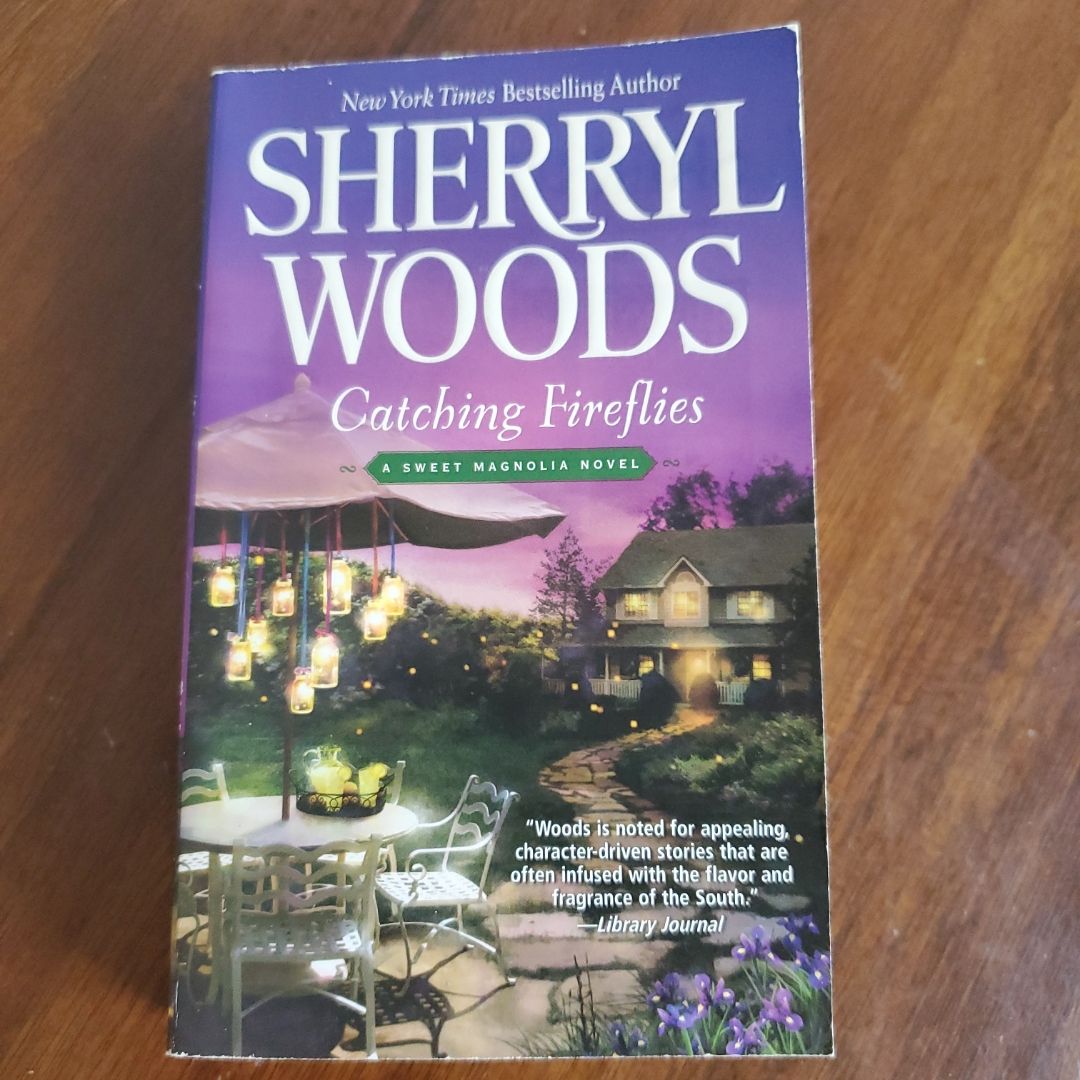 New York Times Bestselling Author
SHERRYL
WOODS
Catching Fireflies
A SWEET MAGNOLIA NOVEL
“Woods is noted for appealing,
character-driven stories that are
often infused with the flavor and
fragrance of the South.”
—Library Journal